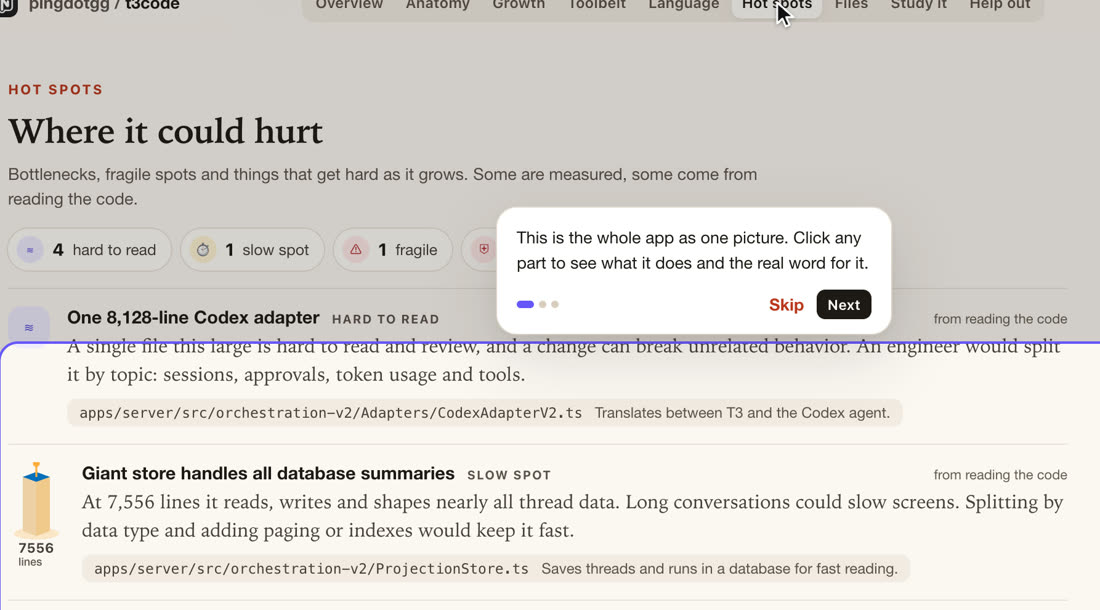 pingdotgg / t3code
Overview Anatomy Growth Toolbelt Language Hot spots Files Study it Help out
HOT SPOTS
Where it could hurt
Bottlenecks, fragile spots and things that get hard as it grows. Some are measured, some come from
reading the code.
4 hard to read 1 slow spot 1 fragile
This is the whole app as one picture. Click any
part to see what it does and the real word for it.
Skip Next
One 8,128-line Codex adapter HARD TO READ from reading the code
A single file this large is hard to read and review, and a change can break unrelated behavior. An engineer would split
it by topic: sessions, approvals, token usage and tools.
apps/server/src/orchestration-v2/Adapters/CodexAdapterV2.ts Translates between T3 and the Codex agent.
Giant store handles all database summaries SLOW SPOT from reading the code
At 7,556 lines it reads, writes and shapes nearly all thread data. Long conversations could slow screens. Splitting by
data type and adding paging or indexes would keep it fast.
7556
lines
apps/server/src/orchestration-v2/ProjectionStore.ts Saves threads and runs in a database for fast reading.